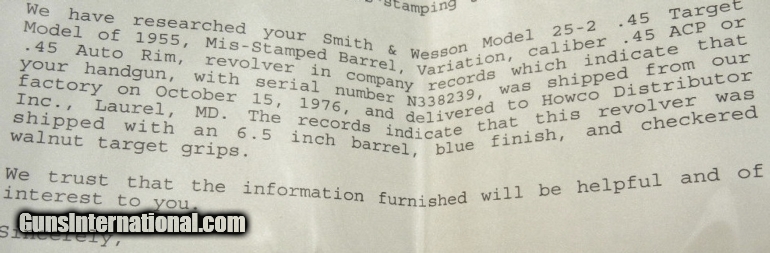 stamping
We have researched your Smith & Wesson Model 25-2 .45 Target
Model of 1955, Mis-Stamped Barrel, Variation, caliber .45 ACP or
.45 Auto Rim, revolver in company records which indicate that
your handgun, with serial number N338239, was shipped from our
factory on October 15, 1976, and delivered to Howco Distributor
Inc., Laurel, MD. The records indicate that this revolver was
shipped with an 6.5 inch barrel, blue finish, and checkered
walnut target grips.
We trust that the information furnished will be helpful and of
interest to you.
GunsInternational.com
Sincerely,